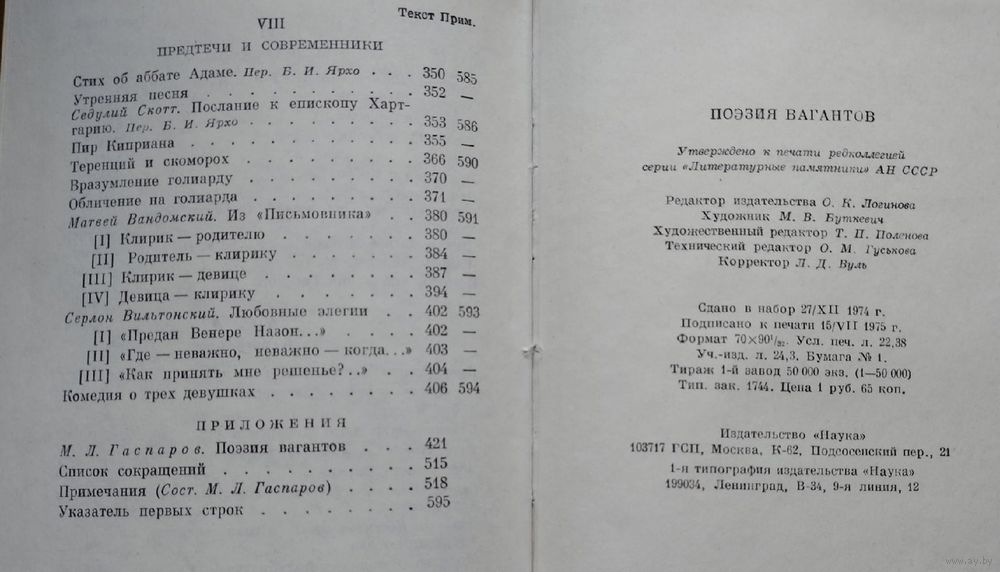 Текст Прим.
VIII
ПРЕДТЕЧИ И СОВРЕМЕННИКИ
Стих об аббате Адаме. Пер. Б. И. Ярхо . . . 350 585
Утренняя песня . . . . . . . . . . 352 —
Седулий Скотт. Послание к епископу Харт-
гарию. Пер. Б. И. Ярхо . . . . . . . 353 586
Пир Киприана . . . . . . . . . . 355 —
Теренций и скоморох . . . . . . . . 366 590
Вразумление голиарду . . . . . . . . 370 —
Обличение на голиарда . . . . . . . . 371 —
Матвей Вандомский. Из «Письмовника» . . 380 591
[I] Клирик — родителю . . . . . . . 380 —
[II] Родитель — клирику . . . . . . . 384 —
[III] Клирик — девице . . . . . . . 387 —
[IV] Девица — клирику . . . . . . . 394 —
Серлон Вильтонский. Любовные элегии . . 402 593
[I] «Предан Венере Назон...» . . . . . 402 —
[II] «Где — неважно, неважно — когда...» 403 —
[III] «Как принять мне решенье?..» . . . 404 —
Комедия о трех девушках . . . . . . . 406 594
ПРИЛОЖЕНИЯ
М. Л. Гаспаров. Поэзия вагантов . . . 421
Список сокращений . . . . . . . . . 515
Примечания (Сост. М. Л. Гаспаров) . . . . 518
Указатель первых строк . . . . . . . 595
ПОЭЗИЯ ВАГАНТОВ
Утверждено к печати редколлегией
серии «Литературные памятники» АН СССР
Редактор издательства О. К. Логинова
Художник М. В. Буткевич
Художественный редактор Т. П. Поленова
Технический редактор О. М. Гуськова
Корректор Л. Д. Вуль
Сдано в набор 27/XII 1974 г.
Подписано к печати 15/VII 1975 г.
Формат 70×90¹/₃₂. Усл. печ. л. 22,38
Уч.-изд. л. 24,3. Бумага № 1.
Тираж 1-й завод 50 000 экз. (1—50 000)
Тип. зак. 1744. Цена 1 руб. 65 коп.
Издательство «Наука»
103717 ГСП, Москва, К-62, Подсосенский пер., 21
1-я типография издательства «Наука»
199034, Ленинград, В-34, 9-я линия, 12
www.ay.by